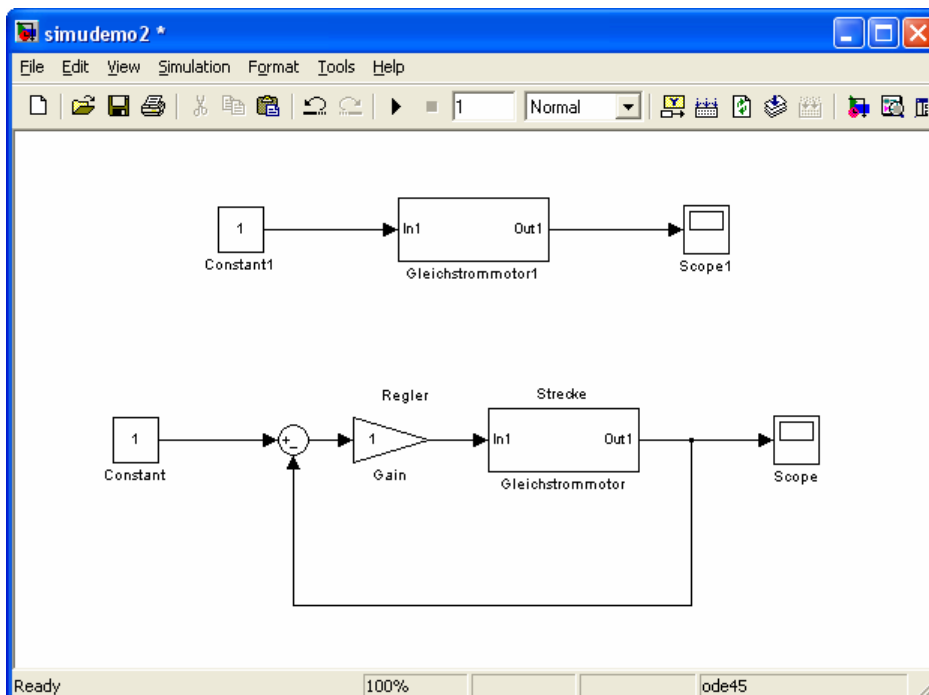 simudemo2 *
File Edit View Simulation Format Tools Help
1 Normal
1
In1 Out1
Constant1
Gleichstrommotor1
Scope1
Regler
Strecke
1
+
-
1
In1 Out1
Constant
Gain
Gleichstrommotor
Scope
Ready 100% ode45